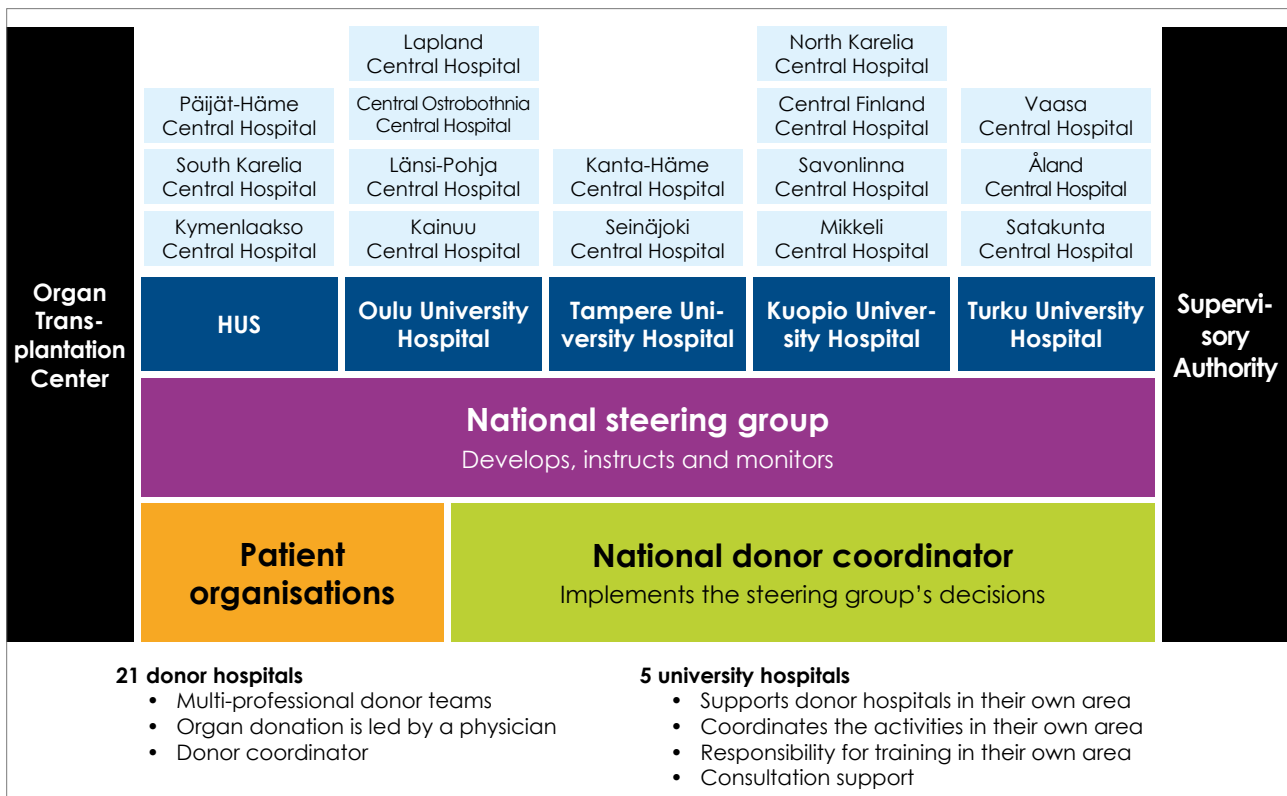 Organ
Trans-
plantation
Center
Päijät-Häme
Central Hospital
South Karelia
Central Hospital
Kymenlaakso
Central Hospital
HUS
Lapland
Central Hospital
Central Ostrobothnia
Central Hospital
Länsi-Pohja
Central Hospital
Kainuu
Central Hospital
Oulu University
Hospital
Kanta-Häme
Central Hospital
Seinäjoki
Central Hospital
Tampere Uni-
versity Hospital
North Karelia
Central Hospital
Central Finland
Central Hospital
Savonlinna
Central Hospital
Mikkeli
Central Hospital
Kuopio Univer-
sity Hospital
Vaasa
Central Hospital
Åland
Central Hospital
Satakunta
Central Hospital
Turku University
Hospital
Supervi-
sory
Authority
National steering group
Develops, instructs and monitors
Patient
organisations
National donor coordinator
Implements the steering group's decisions
21 donor hospitals
• Multi-professional donor teams
• Organ donation is led by a physician
• Donor coordinator
5 university hospitals
• Supports donor hospitals in their own area
• Coordinates the activities in their own area
• Responsibility for training in their own area
• Consultation support